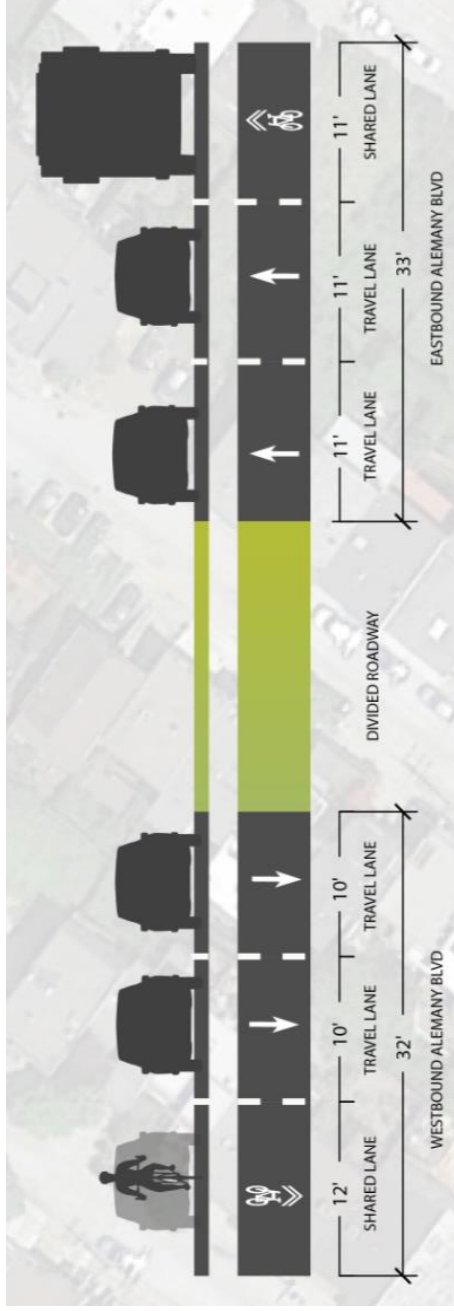 12'
10'
10'
11'
11'
11'
SHARED LANE
TRAVEL LANE
TRAVEL LANE
DIVIDED ROADWAY
TRAVEL LANE
TRAVEL LANE
SHARED LANE
32'
33'
WESTBOUND ALEMANY BLVD
EASTBOUND ALEMANY BLVD